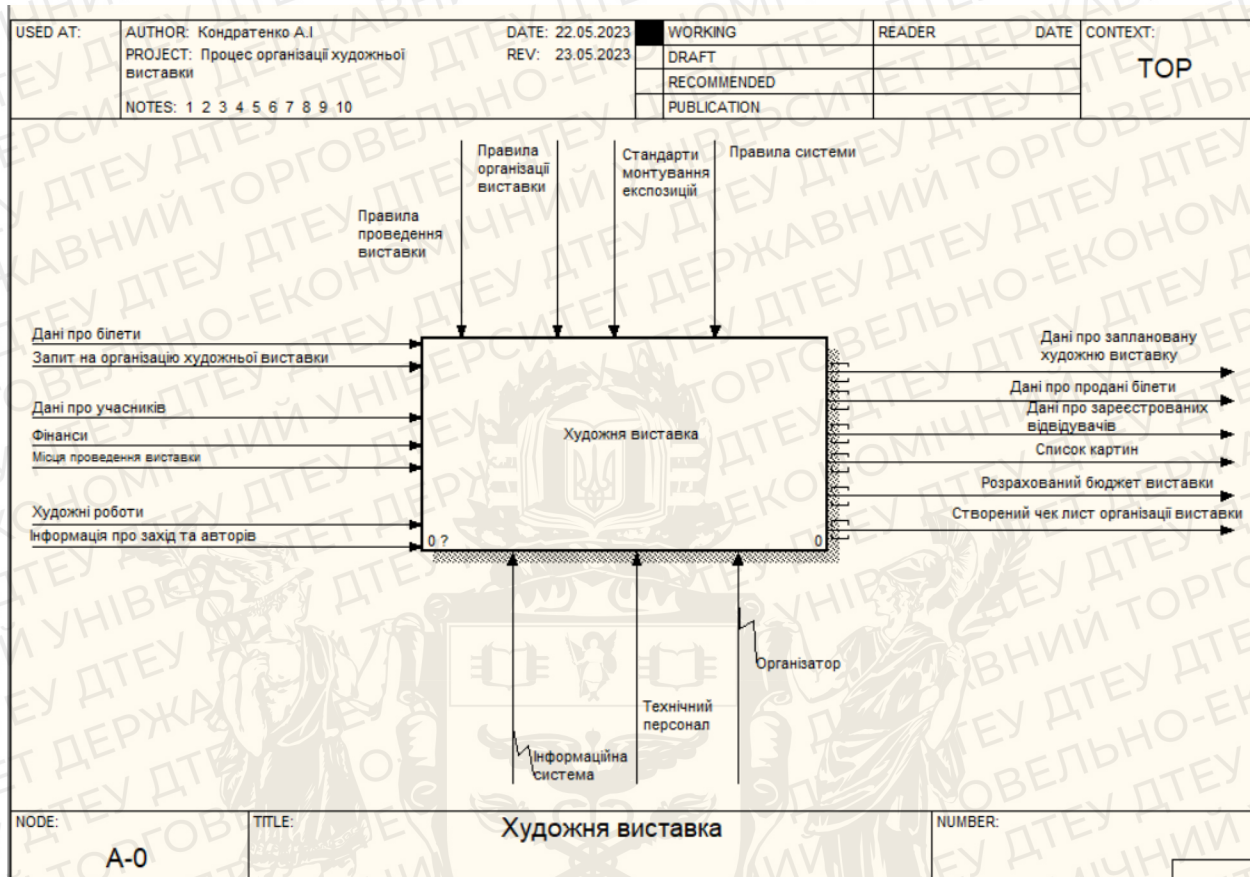 USED AT:
AUTHOR: Кондратенко А.І
DATE: 22.05.2023
PROJECT: Процес організації художньої
виставки
REV: 23.05.2023
NOTES: 1 2 3 4 5 6 7 8 9 10
WORKING
DRAFT
RECOMMENDED
PUBLICATION
READER
DATE
CONTEXT:
TOP
Правила
проведення
виставки
Правила
організації
виставки
Стандарти
монтування
експозицій
Правила системи
Дані про білети
Запит на організацію художньої виставки
Дані про учасників
Фінанси
Місця проведення виставки
Художні роботи
Інформація про захід та авторів
Художня виставка
0 ?
0
Дані про заплановану
художню виставку
Дані про продані білети
Дані про зареєстрованих
відвідувачів
Список картин
Розрахований бюджет виставки
Створений чек лист організації виставки
Інформаційна
система
Технічний
персонал
Організатор
NODE:
A-0
TITLE:
Художня виставка
NUMBER: